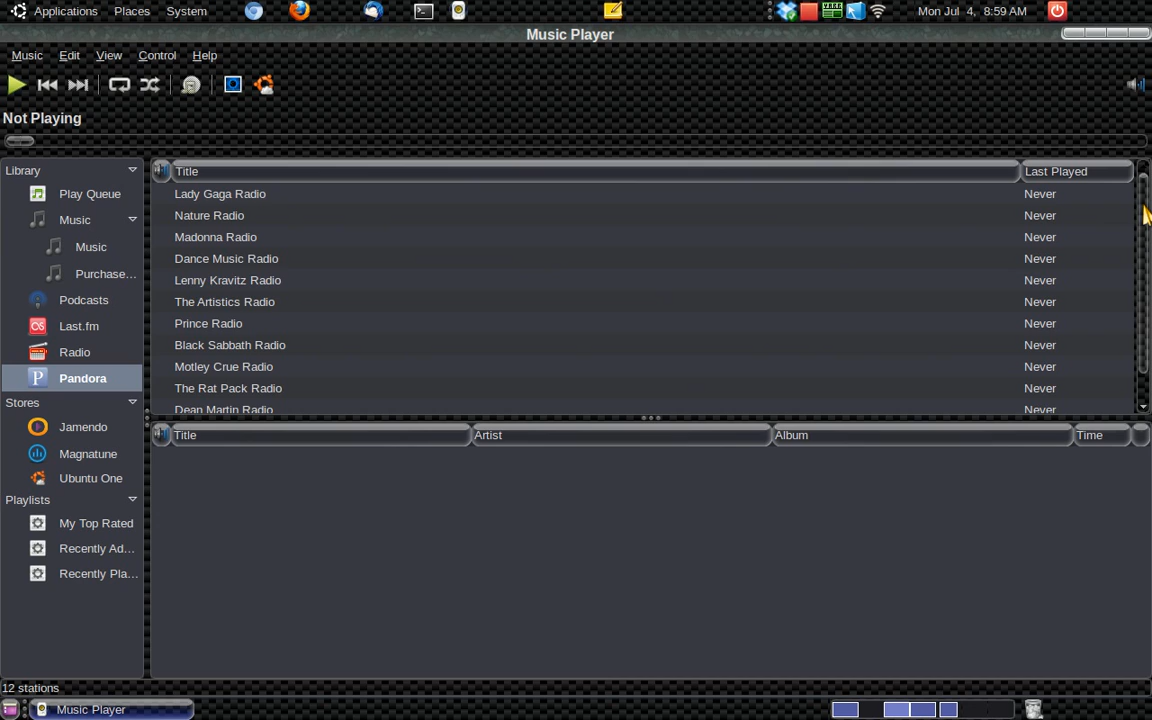 Applications Places System Mon Jul 4, 8:59 AM
Music Player
Music Edit View Control Help
Not Playing
Library
Play Queue
Music
Music
Purchase...
Podcasts
Last.fm
Radio
Pandora
Stores
Jamendo
Magnatune
Ubuntu One
Playlists
My Top Rated
Recently Ad...
Recently Pla...
Title Last Played
Lady Gaga Radio Never
Nature Radio Never
Madonna Radio Never
Dance Music Radio Never
Lenny Kravitz Radio Never
The Artistics Radio Never
Prince Radio Never
Black Sabbath Radio Never
Motley Crue Radio Never
The Rat Pack Radio Never
Dean Martin Radio Never
Title Artist Album Time
12 stations
Music Player